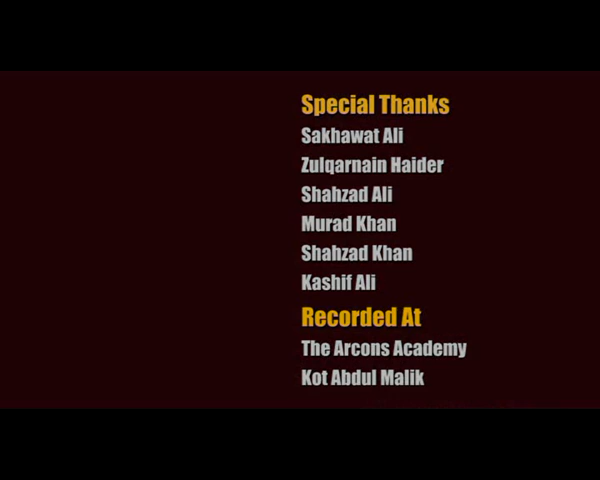 Special Thanks
Sakhawat Ali
Zulqarnain Haider
Shahzad Ali
Murad Khan
Shahzad Khan
Kashif Ali
Recorded At
The Arcons Academy
Kot Abdul Malik